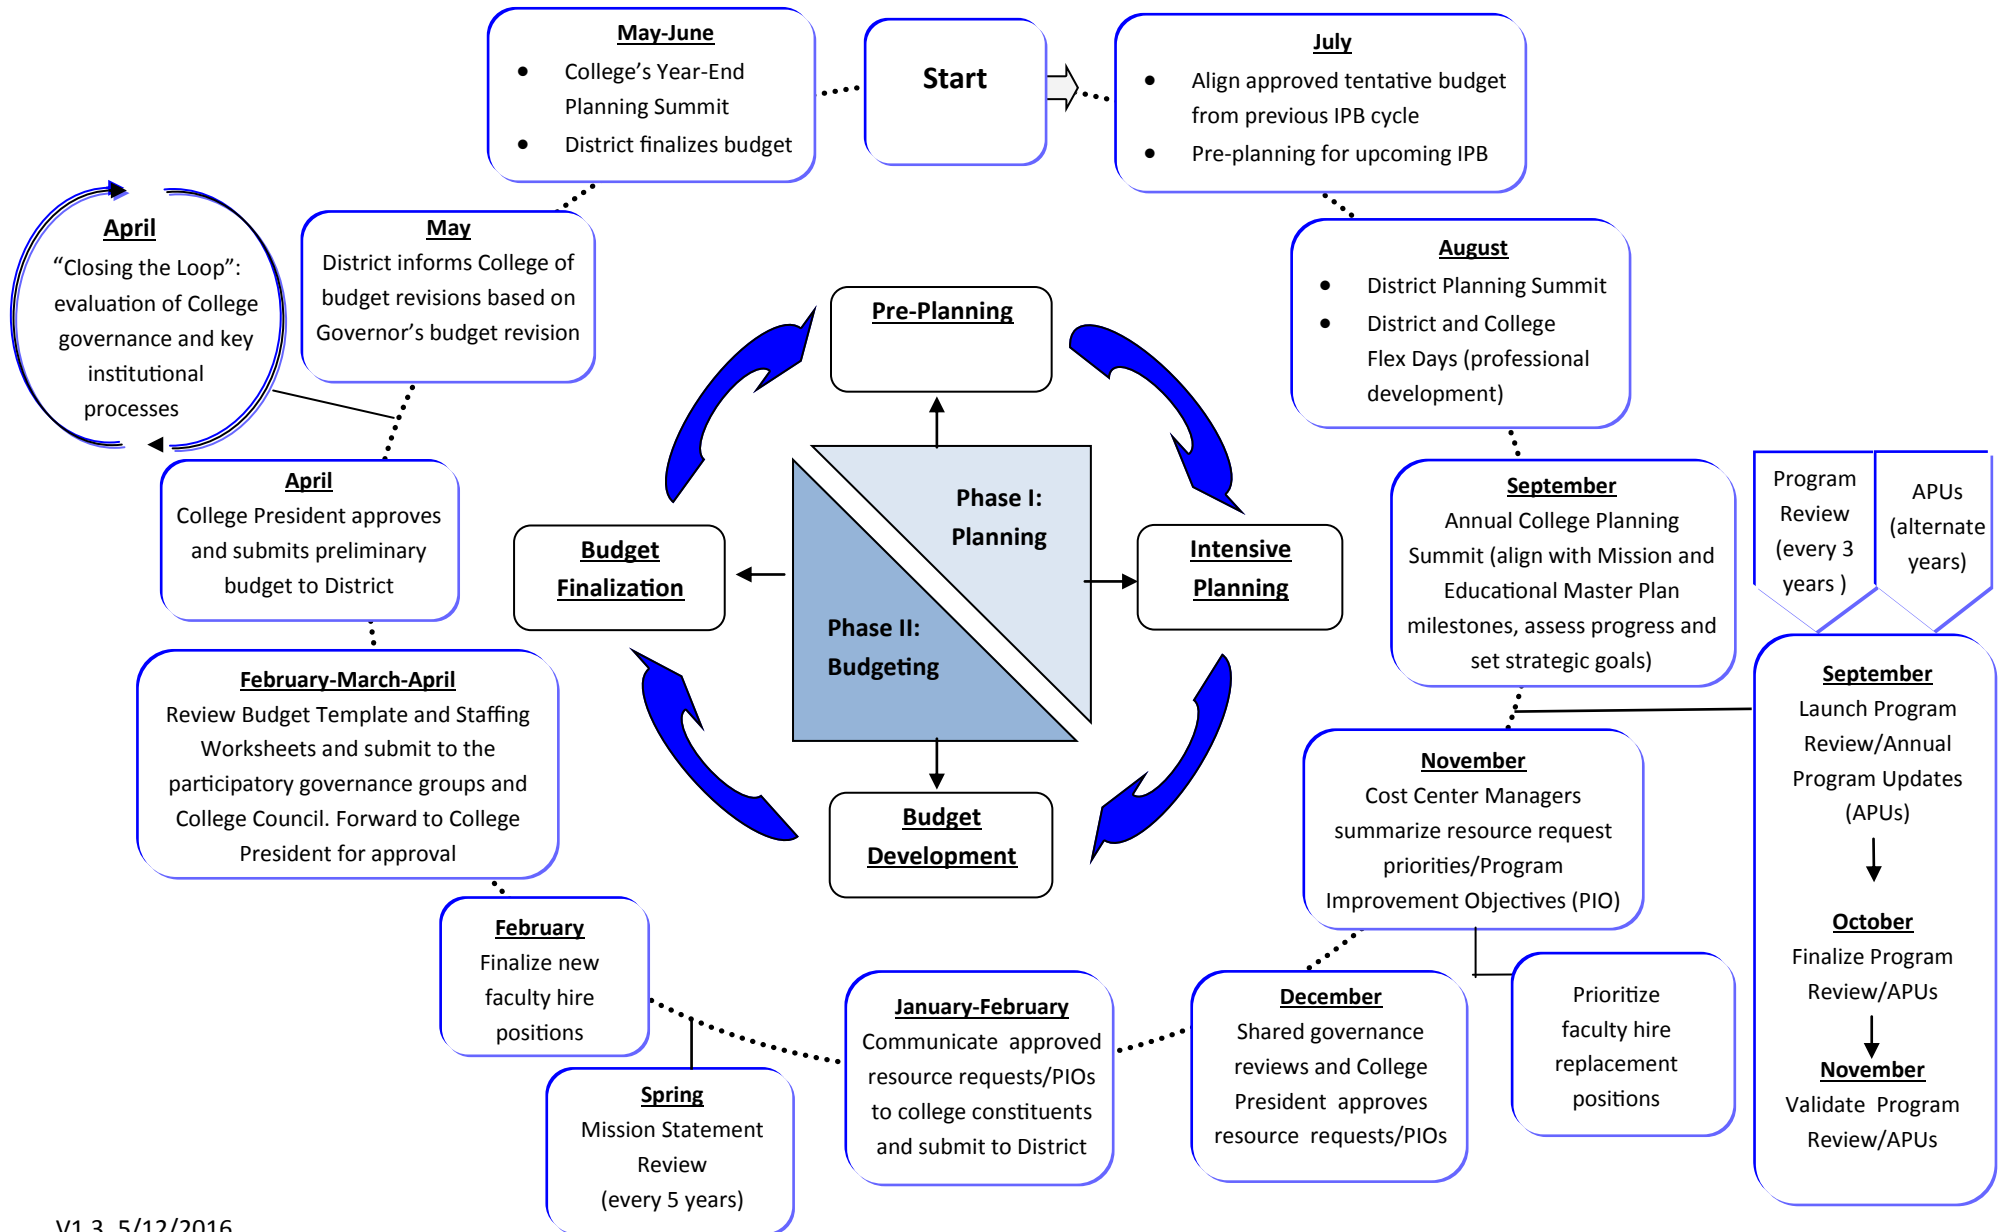 Start
July
• Align approved tentative budget
from previous IPB cycle
• Pre-planning for upcoming IPB
August
• District Planning Summit
• District and College
Flex Days (professional
development)
September
Annual College Planning
Summit (align with Mission and
Educational Master Plan
milestones, assess progress and
set strategic goals)
Program
Review
(every 3
years )
APUs
(alternate
years)
September
Launch Program
Review/Annual
Program Updates
(APUs)
October
Finalize Program
Review/APUs
November
Validate Program
Review/APUs
November
Cost Center Managers
summarize resource request
priorities/Program
Improvement Objectives (PIO)
Prioritize
faculty hire
replacement
positions
December
Shared governance
reviews and College
President approves
resource requests/PIOs
January-February
Communicate approved
resource requests/PIOs
to college constituents
and submit to District
Spring
Mission Statement
Review
(every 5 years)
February
Finalize new
faculty hire
positions
February-March-April
Review Budget Template and Staffing
Worksheets and submit to the
participatory governance groups and
College Council. Forward to College
President for approval
April
College President approves
and submits preliminary
budget to District
April
“Closing the Loop”:
evaluation of College
governance and key
institutional
processes
May
District informs College of
budget revisions based on
Governor’s budget revision
May-June
• College’s Year-End
Planning Summit
• District finalizes budget
Pre-Planning
Intensive
Planning
Budget
Development
Budget
Finalization
Phase I:
Planning
Phase II:
Budgeting
V1.3 5/12/2016